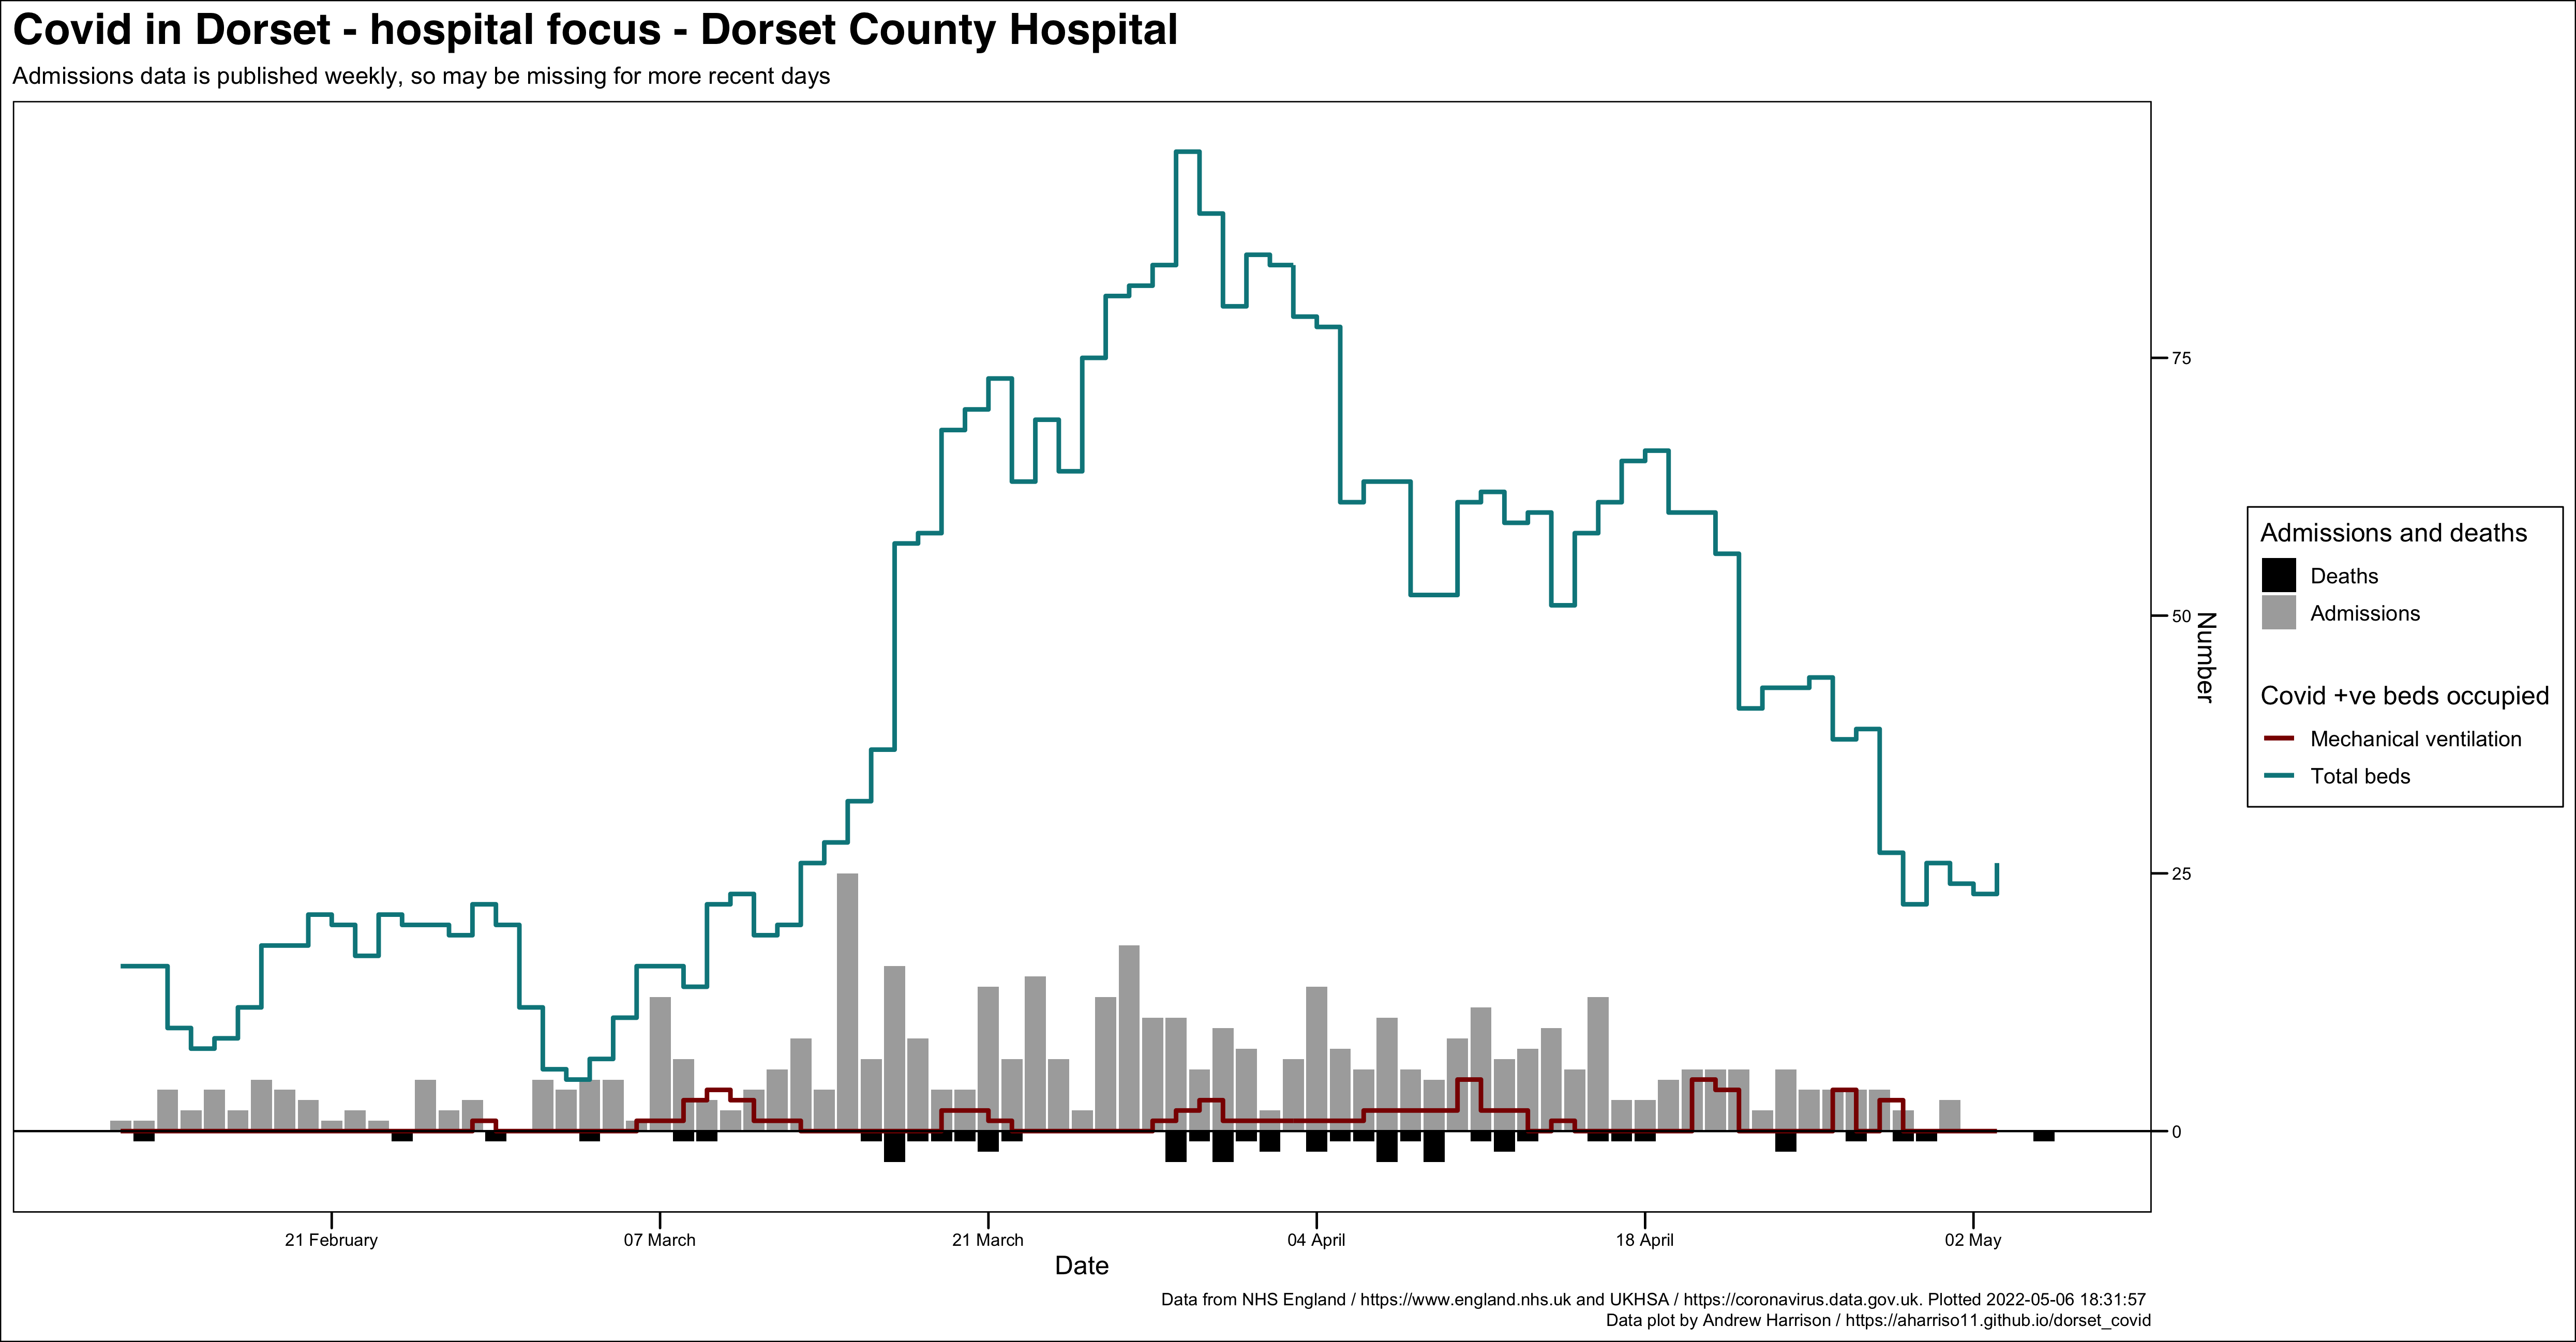 Covid in Dorset - hospital focus - Dorset County Hospital
Admissions data is published weekly, so may be missing for more recent days
75
50
25
0
Number
Admissions and deaths
Deaths
Admissions
Covid +ve beds occupied
Mechanical ventilation
Total beds
21 February
07 March
21 March
04 April
18 April
02 May
Date
Data from NHS England / https://www.england.nhs.uk and UKHSA / https://coronavirus.data.gov.uk. Plotted 2022-05-06 18:31:57
Data plot by Andrew Harrison / https://aharriso11.github.io/dorset_covid